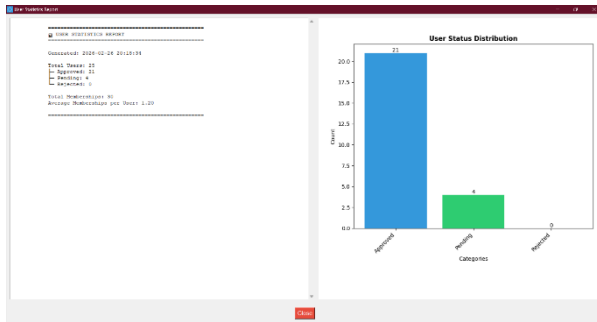 User Statistics Report
USER STATISTICS REPORT
Generated: 2026-02-26 20:18:54
Total Users: 25
├─ Approved: 21
├─ Pending: 4
└─ Rejected: 0
Total Memberships: 30
Average Memberships per User: 1.20
User Status Distribution
21
4
0
20.0
17.5
15.0
12.5
10.0
7.5
5.0
2.5
0.0
Count
Approved
Pending
Rejected
Categories
Close